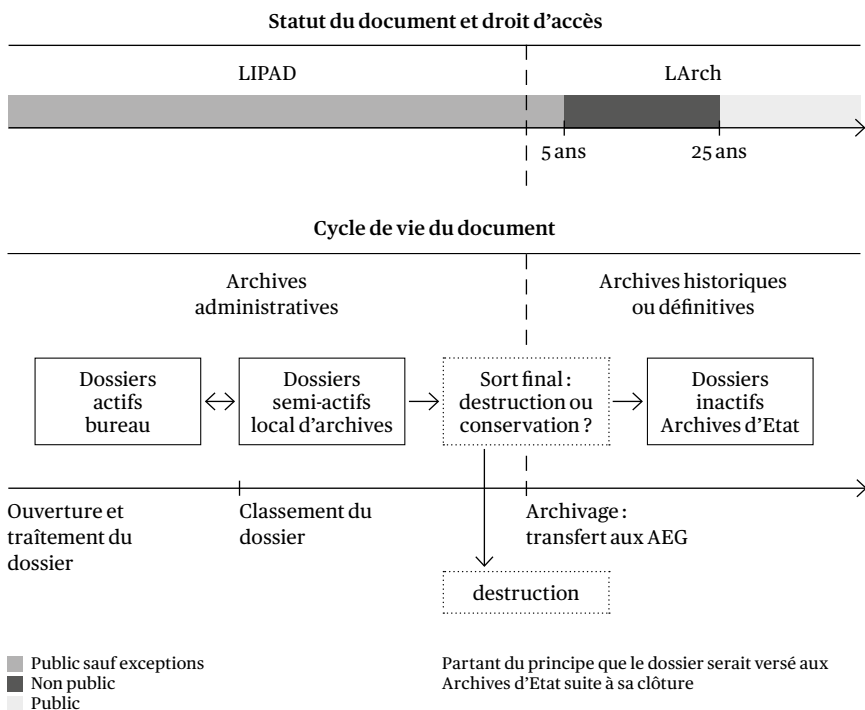 Statut du document et droit d’accès
LIPAD
LArch
5 ans
25 ans
Cycle de vie du document
Archives
administratives
Archives historiques
ou définitives
Dossiers
actifs
bureau
Dossiers
semi-actifs
local d’archives
Sort final :
destruction ou
conservation ?
Dossiers
inactifs
Archives d’Etat
Ouverture et
traîtement du
dossier
Classement du
dossier
Archivage :
transfert aux AEG
destruction
Public sauf exceptions
Non public
Public
Partant du principe que le dossier serait versé aux
Archives d’Etat suite à sa clôture